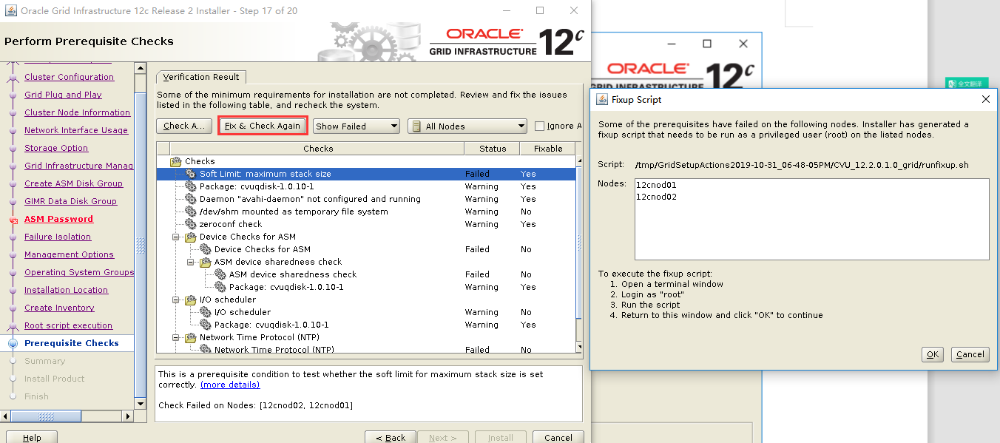 Oracle Grid Infrastructure 12c Release 2 Installer - Step 17 of 20
Perform Prerequisite Checks
ORACLE
GRID INFRASTRUCTURE 12c
Cluster Configuration
Grid Plug and Play
Cluster Node Information
Network Interface Usage
Storage Option
Grid Infrastructure Manag
Create ASM Disk Group
GIMR Data Disk Group
ASM Password
Failure Isolation
Management Options
Operating System Groups
Installation Location
Create Inventory
Root script execution
Prerequisite Checks
Summary
Install Product
Finish
Verification Result
Some of the minimum requirements for installation are not completed. Review and fix the issues
listed in the following table, and recheck the system.
Check A... Fix & Check Again Show Failed All Nodes Ignore A
Checks Status Fixable
Checks
Soft Limit: maximum stack size Failed Yes
Package: cvuqdisk-1.0.10-1 Warning Yes
Daemon "avahi-daemon" not configured and running Warning Yes
/dev/shm mounted as temporary file system Warning No
zeroconf check Warning Yes
Device Checks for ASM
Device Checks for ASM Failed No
ASM device sharedness check
ASM device sharedness check Failed No
Package: cvuqdisk-1.0.10-1 Warning Yes
I/O scheduler
I/O scheduler Warning No
Package: cvuqdisk-1.0.10-1 Warning Yes
Network Time Protocol (NTP)
Network Time Protocol (NTP) Failed No
This is a prerequisite condition to test whether the soft limit for maximum stack size is set
correctly. (more details)
Check Failed on Nodes: [12cnod02, 12cnod01]
Help < Back Next > Install Cancel
ORACLE
GRID INFRASTRUCTURE 12c
全文翻译
Fixup Script
Some of the prerequisites have failed on the following nodes. Installer has generated a
fixup script that needs to be run as a privileged user (root) on the listed nodes.
Script: /tmp/GridSetupActions2019-10-31_06-48-05PM/CVU_12.2.0.1.0_grid/runfixup.sh
Nodes: 12cnod01
12cnod02
To execute the fixup script:
1. Open a terminal window
2. Login as "root"
3. Run the script
4. Return to this window and click "OK" to continue
OK Cancel